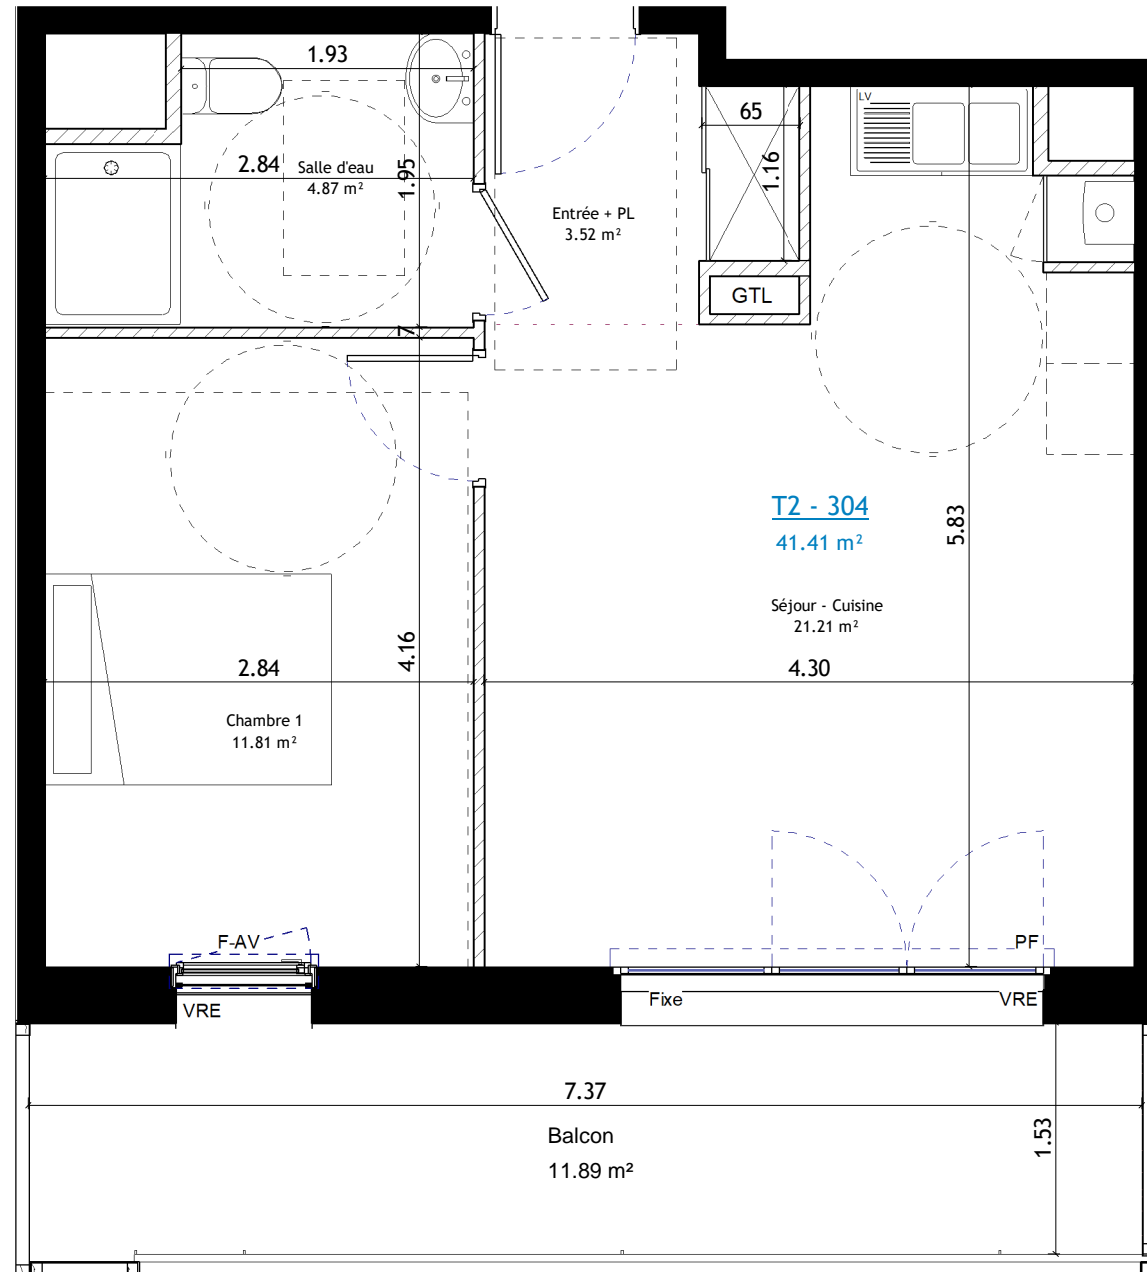 1.93
LV
65
2.84
Salle d'eau
4.87 m²
1.95
1.16
Entrée + PL
3.52 m²
GTL
7
T2 - 304
41.41 m²
5.83
Séjour - Cuisine
21.21 m²
4.16
2.84
4.30
Chambre 1
11.81 m²
F-AV
PF
VRE
Fixe
VRE
7.37
Balcon
11.89 m²
1.53